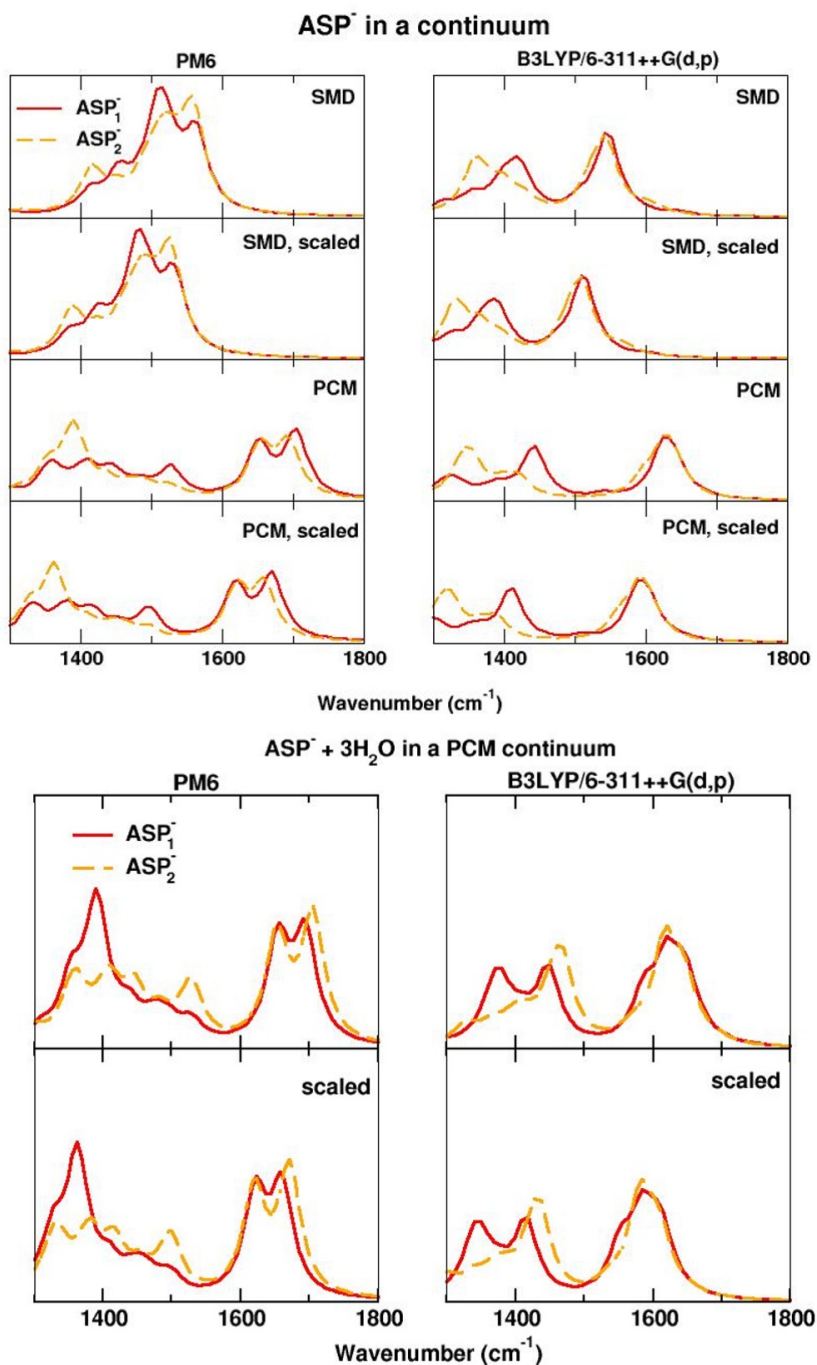 ASP⁻ in a continuum
PM6
B3LYP/6-311++G(d,p)
ASP₁⁻
ASP₂⁻
SMD
SMD
SMD, scaled
SMD, scaled
PCM
PCM
PCM, scaled
PCM, scaled
1400 1600 1800
1400 1600 1800
Wavenumber (cm⁻¹)
ASP⁻ + 3H₂O in a PCM continuum
PM6
B3LYP/6-311++G(d,p)
ASP₁⁻
ASP₂⁻
scaled
scaled
1400 1600 1800
1400 1600 1800
Wavenumber (cm⁻¹)